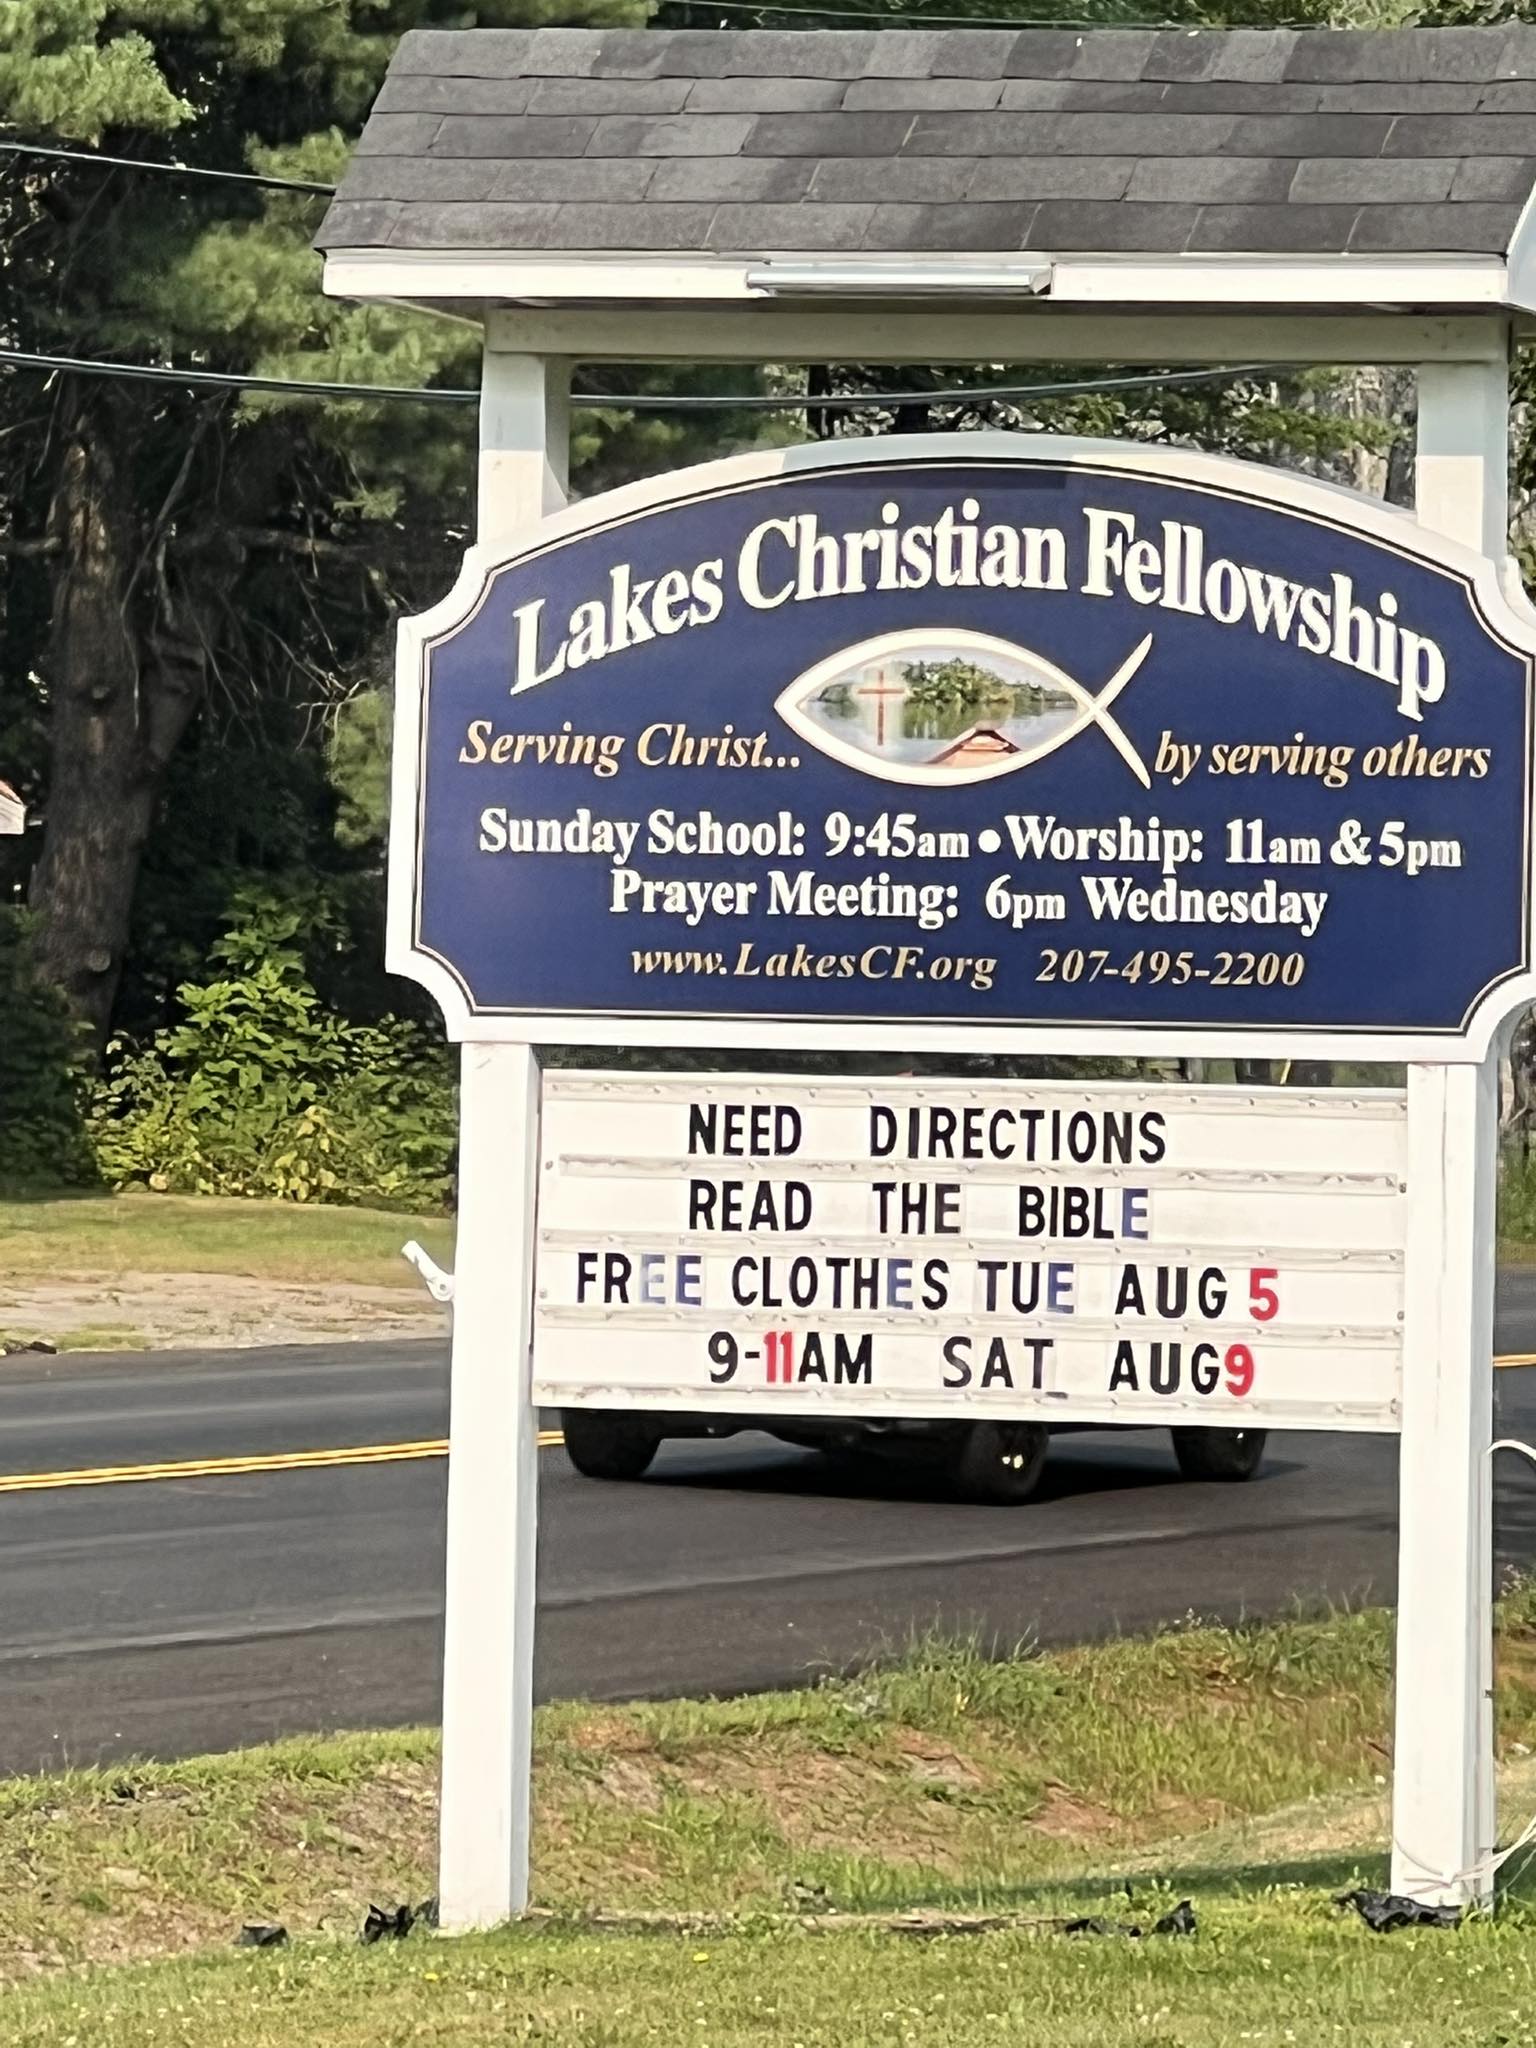 Lakes Christian Fellowship
Serving Christ... by serving others
Sunday School: 9:45am • Worship: 11am & 5pm
Prayer Meeting: 6pm Wednesday
www.LakesCF.org 207-495-2200
NEED DIRECTIONS
READ THE BIBLE
FREE CLOTHES TUE AUG 5
9-11AM SAT AUG9